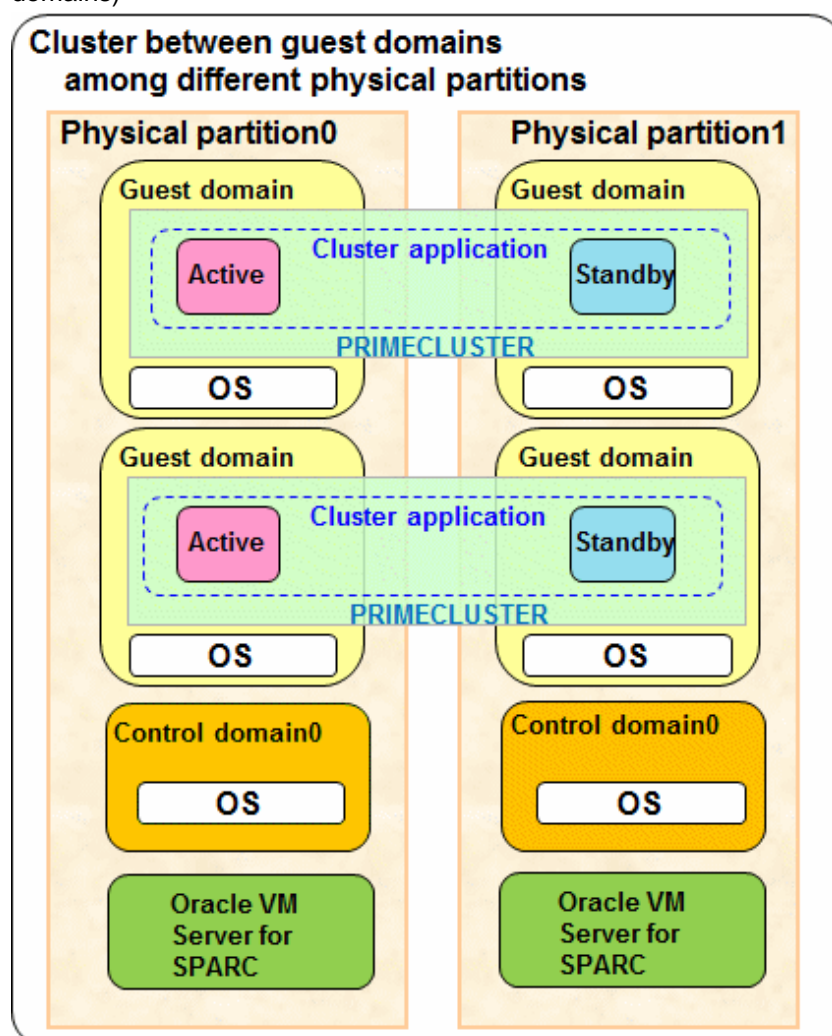 domains)
Cluster between guest domains
among different physical partitions
Physical partition0
Physical partition1
Guest domain
Guest domain
Cluster application
Active
Standby
PRIMECLUSTER
OS
OS
Guest domain
Guest domain
Cluster application
Active
Standby
PRIMECLUSTER
OS
OS
Control domain0
Control domain0
OS
OS
Oracle VM
Server for
SPARC
Oracle VM
Server for
SPARC